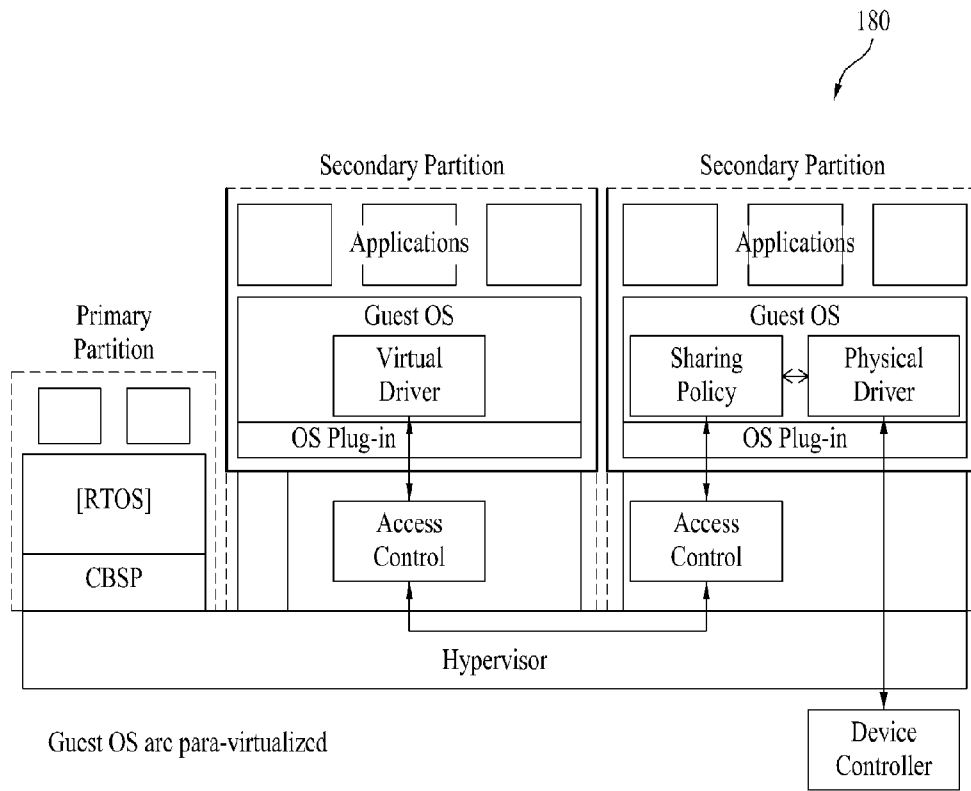 180
Secondary Partition
Secondary Partition
Applications
Applications
Primary
Partition
Guest OS
Guest OS
Virtual
Driver
Sharing
Policy
Physical
Driver
OS Plug-in
OS Plug-in
[RTOS]
CBSP
Access
Control
Access
Control
Hypervisor
Guest OS are para-virtualized
Device
Controller